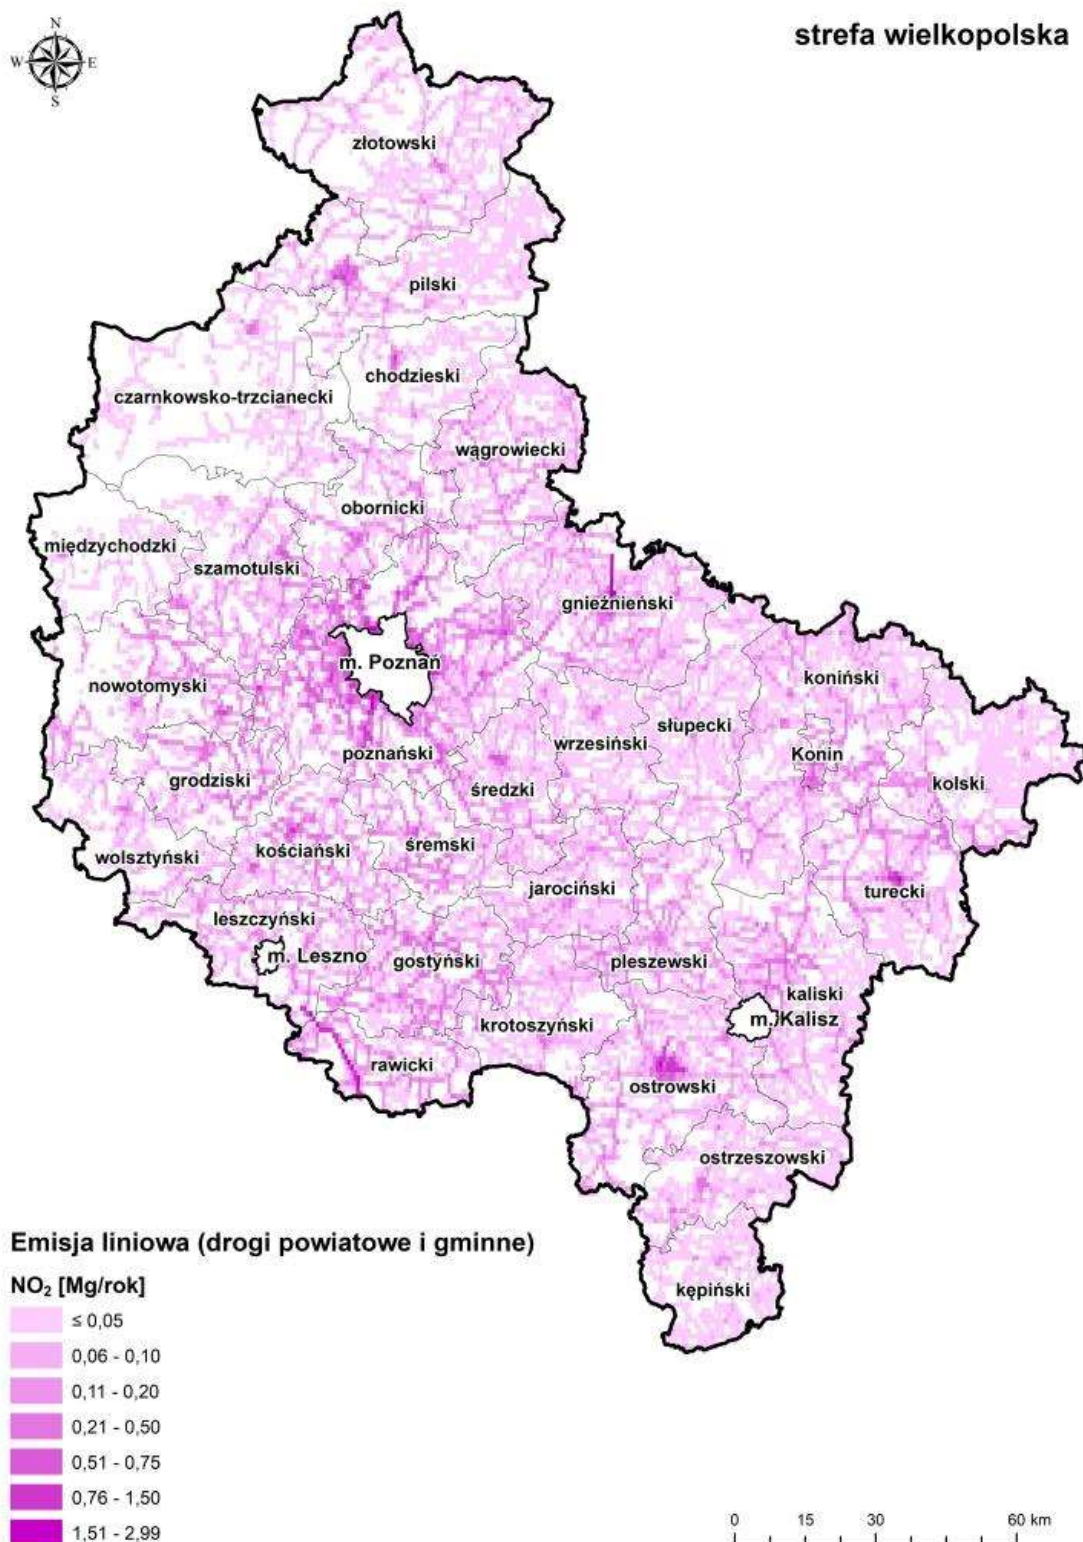 strefa wielkopolska
N
W E
S
złotowski
pilski
chodzieski
czarnkowsko-trzcianecki
wągrowiecki
obornicki
międzychodzki
szamotulski
gnieźnieński
m. Poznań
koniński
nowotomyski
słupecki
wrzesiński
poznański
Konin
grodziski
kolski
średzki
śremski
kościański
wolsztyński
jarociński
turecki
leszczyński
m. Leszno
gostyński
pleszewski
kaliski
m. Kalisz
krotoszyński
rawicki
ostrowski
ostrzeszowski
kępiński
Emisja liniowa (drogi powiatowe i gminne)
NO₂ [Mg/rok]
≤ 0,05
0,06 - 0,10
0,11 - 0,20
0,21 - 0,50
0,51 - 0,75
0,76 - 1,50
1,51 - 2,99
0 15 30 60 km